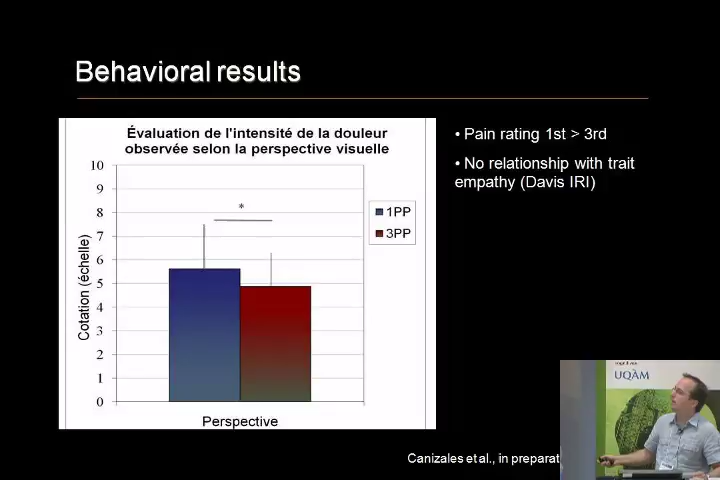 Behavioral results
Évaluation de l'intensité de la douleur
observée selon la perspective visuelle
10
9
8
7
6
5
4
3
2
1
0
Cotation (échelle)
*
1PP
3PP
Perspective
• Pain rating 1st > 3rd
• No relationship with trait
empathy (Davis IRI)
UQÀM
Canizales et al., in preparat